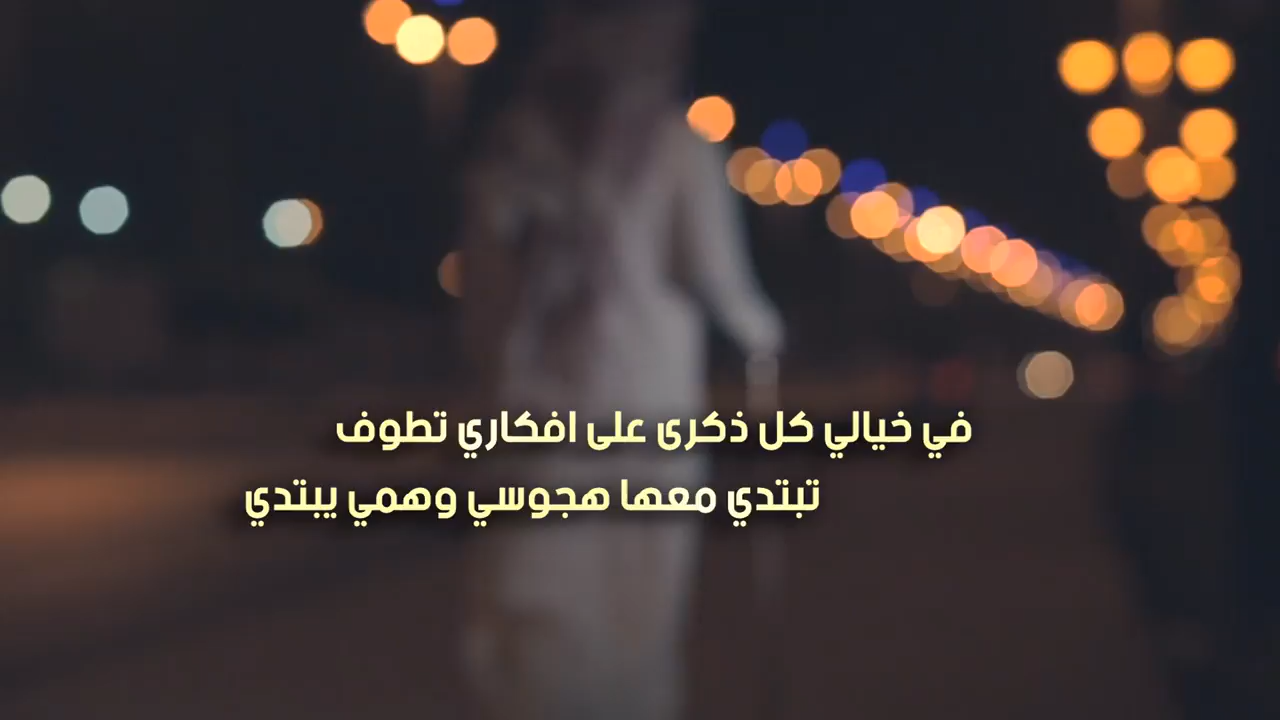 في خيالي كل ذكرى على افكاري تطوف
تبتدي معها هجوسي وهمي يبتدي